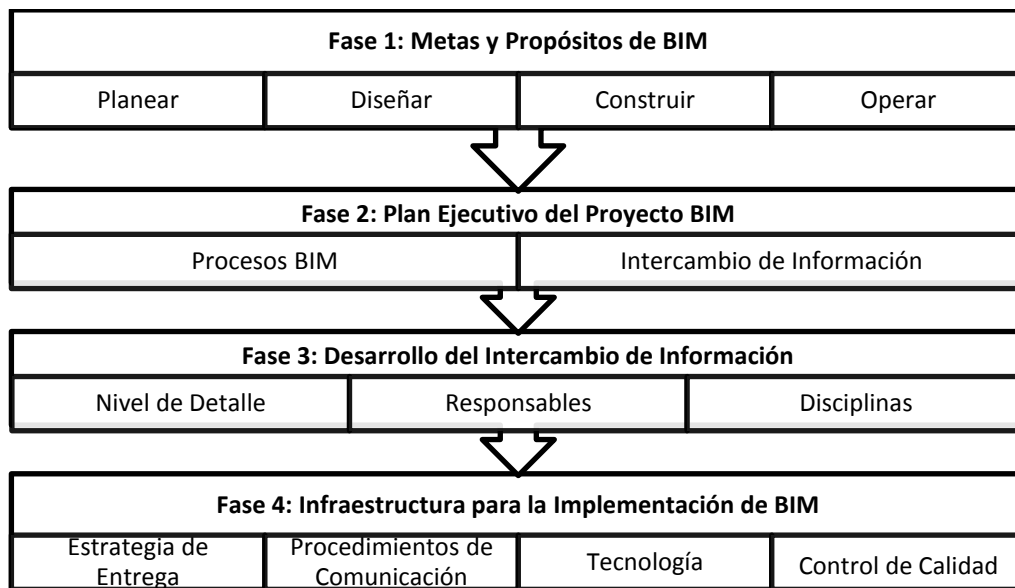 Fase 1: Metas y Propósitos de BIM
Planear
Diseñar
Construir
Operar
Fase 2: Plan Ejecutivo del Proyecto BIM
Procesos BIM
Intercambio de Información
Fase 3: Desarrollo del Intercambio de Información
Nivel de Detalle
Responsables
Disciplinas
Fase 4: Infraestructura para la Implementación de BIM
Estrategia de
Entrega
Procedimientos de
Comunicación
Tecnología
Control de Calidad